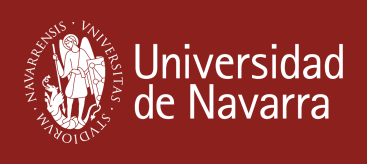 NAVARRENSIS · VNIVERSITAS · STVDIORVM
Universidad
de Navarra